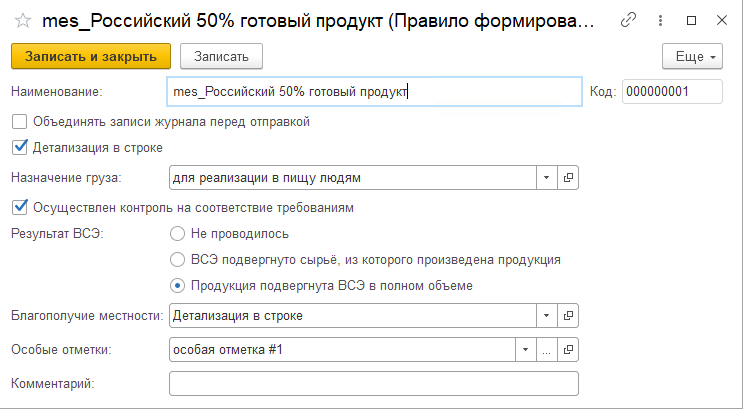 mes_Российский 50% готовый продукт (Правило формирова...
Записать и закрыть Записать Еще
Наименование: mes_Российский 50% готовый продукт Код: 000000001
Объединять записи журнала перед отправкой
Детализация в строке
Назначение груза: для реализации в пищу людям
Осуществлен контроль на соответствие требованиям
Результат ВСЭ: Не проводилось
ВСЭ подвергнуто сырьё, из которого произведена продукция
Продукция подвергнута ВСЭ в полном объеме
Благополучие местности: Детализация в строке
Особые отметки: особая отметка #1 ...
Комментарий: